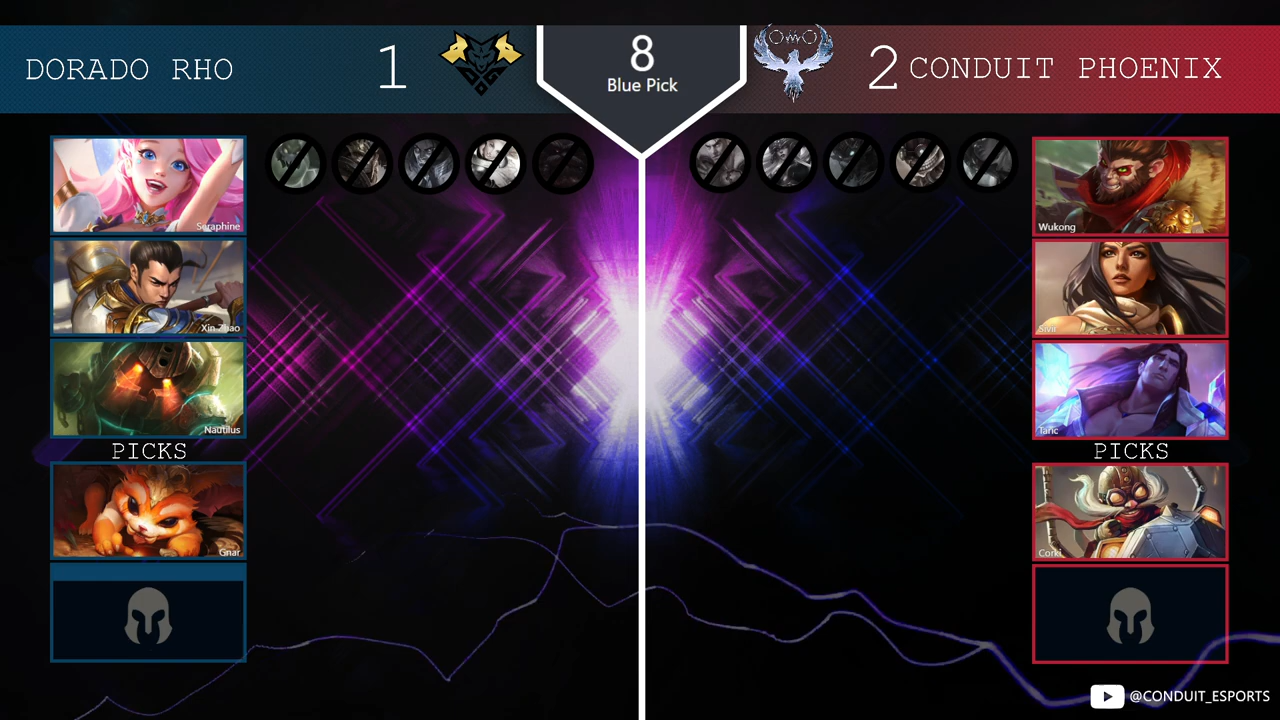 DORADO RHO
1
8
Blue Pick
2
CONDUIT PHOENIX
Seraphine
Xin Zhao
Nautilus
PICKS
Gnar
Wukong
Sivir
Taric
PICKS
Corki
@CONDUIT_ESPORTS